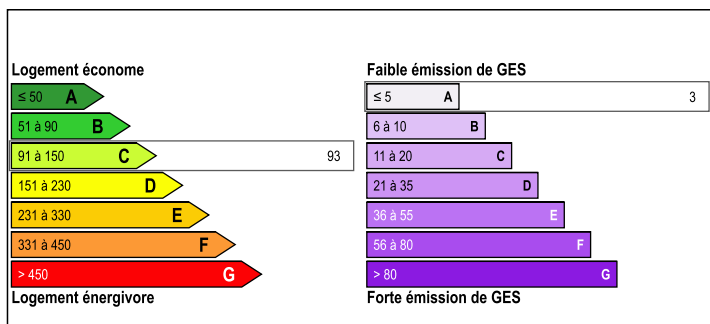 Logement économe
≤ 50 A
51 à 90 B
91 à 150 C 93
151 à 230 D
231 à 330 E
331 à 450 F
> 450 G
Logement énergivore
Faible émission de GES
≤ 5 A 3
6 à 10 B
11 à 20 C
21 à 35 D
36 à 55 E
56 à 80 F
> 80 G
Forte émission de GES